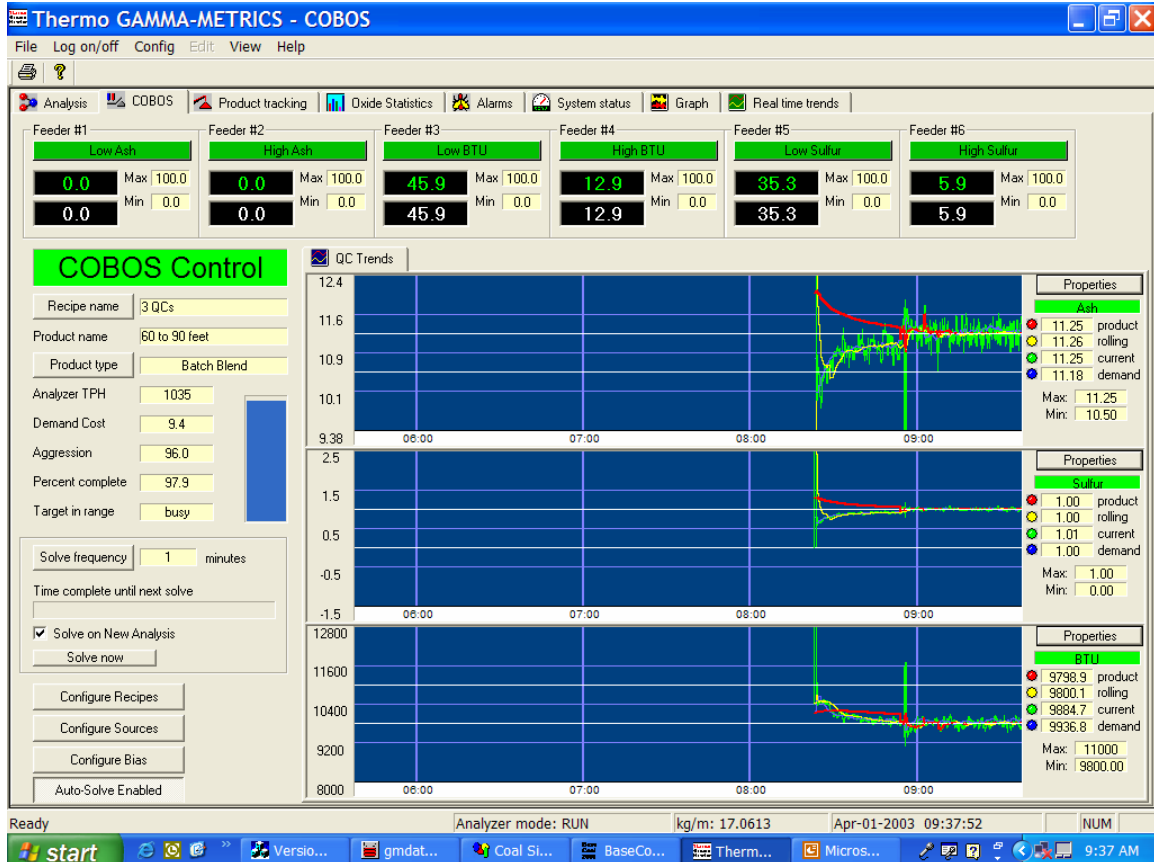 Thermo GAMMA-METRICS - COBOS
File Log on/off Config Edit View Help
Analysis COBOS Product tracking Oxide Statistics Alarms System status Graph Real time trends
Feeder #1 Feeder #2 Feeder #3 Feeder #4 Feeder #5 Feeder #6
Low Ash High Ash Low BTU High BTU Low Sulfur High Sulfur
0.0 Max 100.0 0.0 Max 100.0 45.9 Max 100.0 12.9 Max 100.0 35.3 Max 100.0 5.9 Max 100.0
0.0 Min 0.0 0.0 Min 0.0 45.9 Min 0.0 12.9 Min 0.0 35.3 Min 0.0 5.9 Min 0.0
COBOS Control
Recipe name 3 QCs
Product name 60 to 90 feet
Product type Batch Blend
Analyzer TPH 1035
Demand Cost 9.4
Aggression 96.0
Percent complete 97.9
Target in range busy
Solve frequency 1 minutes
Time complete until next solve
Solve on New Analysis
Solve now
Configure Recipes
Configure Sources
Configure Bias
Auto-Solve Enabled
QC Trends
12.4
11.6
10.9
10.1
9.38
06:00 07:00 08:00 09:00
Properties
Ash
11.25 product
11.26 rolling
11.25 current
11.18 demand
Max: 11.25
Min: 10.50
2.5
1.5
0.5
-0.5
-1.5
06:00 07:00 08:00 09:00
Properties
Sulfur
1.00 product
1.00 rolling
1.01 current
1.00 demand
Max: 1.00
Min: 0.00
12800
11600
10400
9200
8000
06:00 07:00 08:00 09:00
Properties
BTU
9798.9 product
9800.1 rolling
9884.7 current
9936.8 demand
Max: 11000
Min: 9800.00
Ready Analyzer mode: RUN kg/m: 17.0613 Apr-01-2003 09:37:52 NUM
start Versio... gmdat... Coal Si... BaseCo... Therm... Micros... 9:37 AM